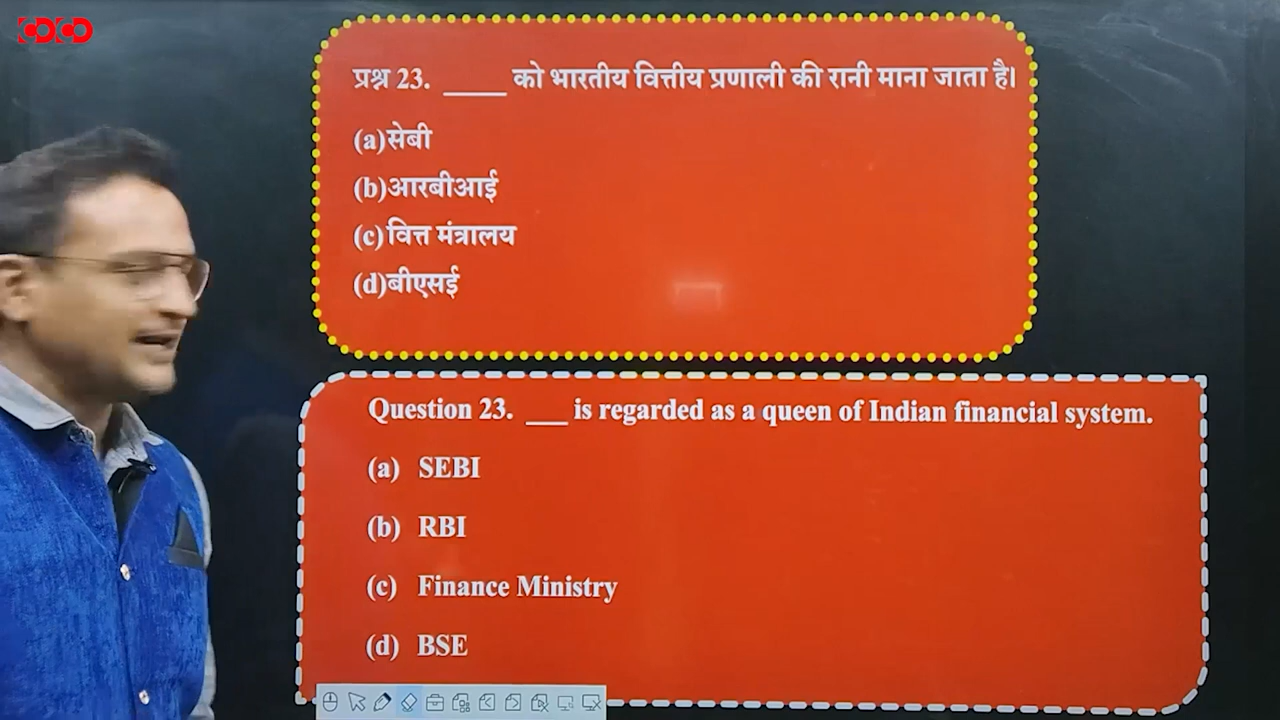 प्रश्न 23. ____ को भारतीय वित्तीय प्रणाली की रानी माना जाता है।
(a)सेबी
(b)आरबीआई
(c)वित्त मंत्रालय
(d)बीएसई
Question 23. ___ is regarded as a queen of Indian financial system.
(a) SEBI
(b) RBI
(c) Finance Ministry
(d) BSE